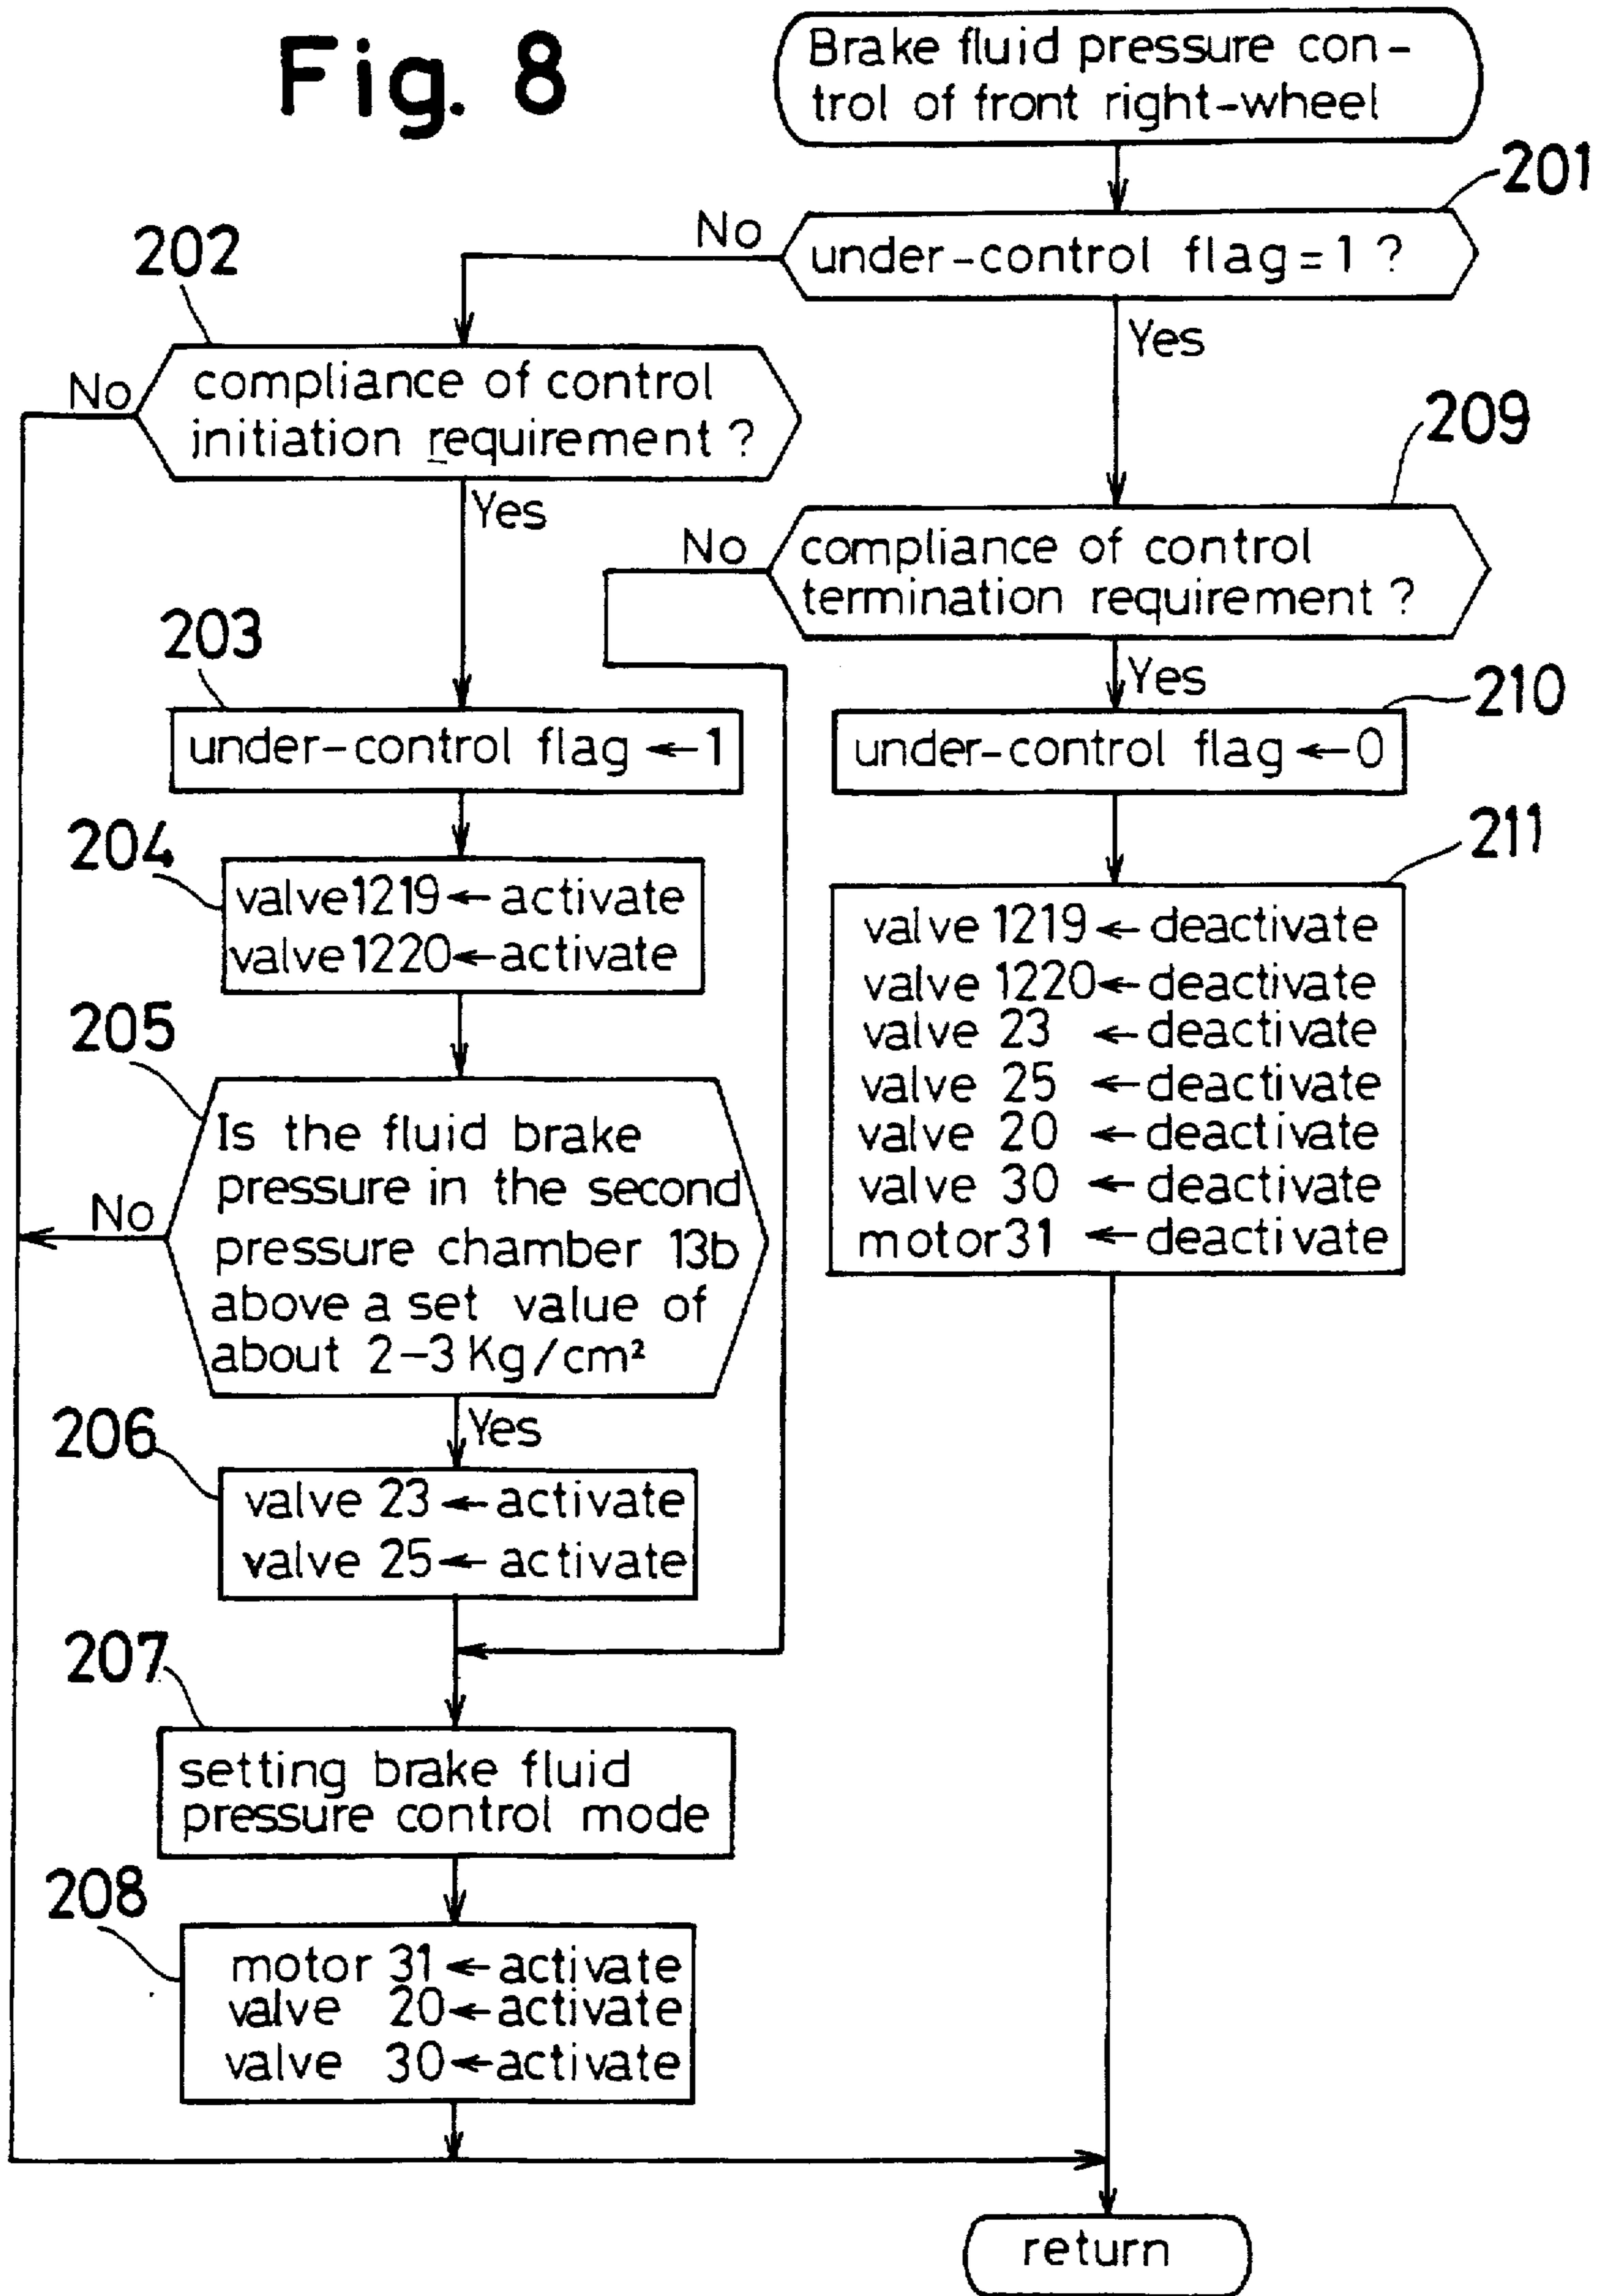 Fig. 8
Brake fluid pressure con-
trol of front right-wheel
201
under-control flag=1?
No
Yes
202
compliance of control
initiation requirement?
No
Yes
209
compliance of control
termination requirement?
No
Yes
203
under-control flag ←1
210
under-control flag ←0
204
valve1219←activate
valve1220←activate
211
valve 1219←deactivate
valve 1220←deactivate
valve 23 ←deactivate
valve 25 ←deactivate
valve 20 ←deactivate
valve 30 ←deactivate
motor31 ←deactivate
205
Is the fluid brake
pressure in the second
pressure chamber 13b
above a set value of
about 2-3Kg/cm²
No
Yes
206
valve 23←activate
valve 25←activate
207
setting brake fluid
pressure control mode
208
motor 31←activate
valve 20←activate
valve 30←activate
return